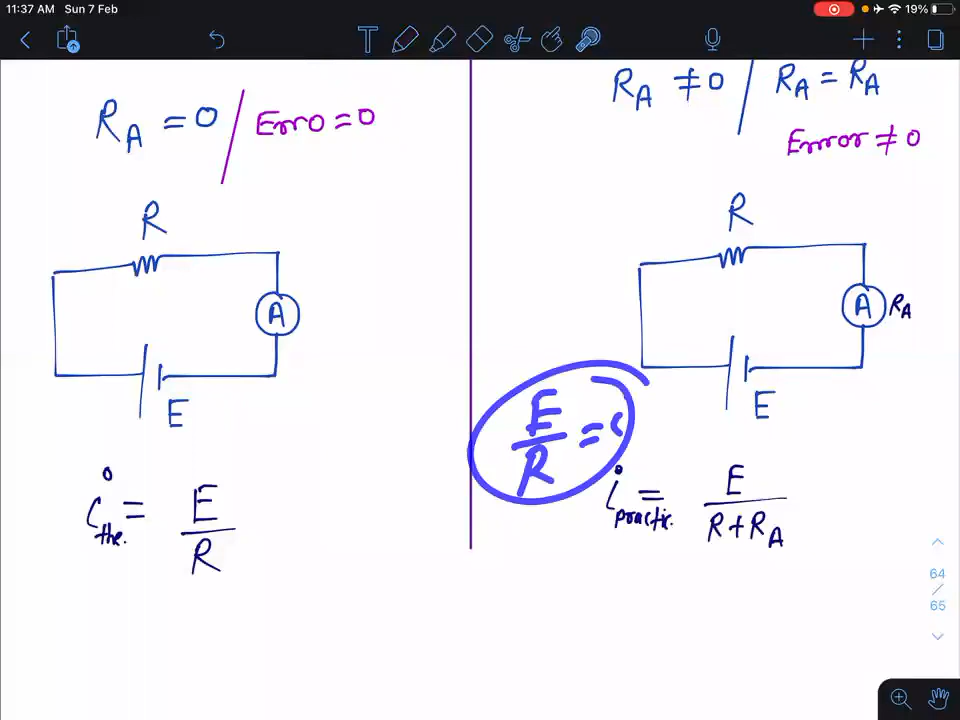 11:37 AM Sun 7 Feb
19%
R_A = 0 / Erro = 0
R_A ≠ 0 / R_A = R_A
Error ≠ 0
R
A
E
R
A R_A
E
E/R =
i_the. = E/R
i_practic. = E/(R+R_A)
64
/
65